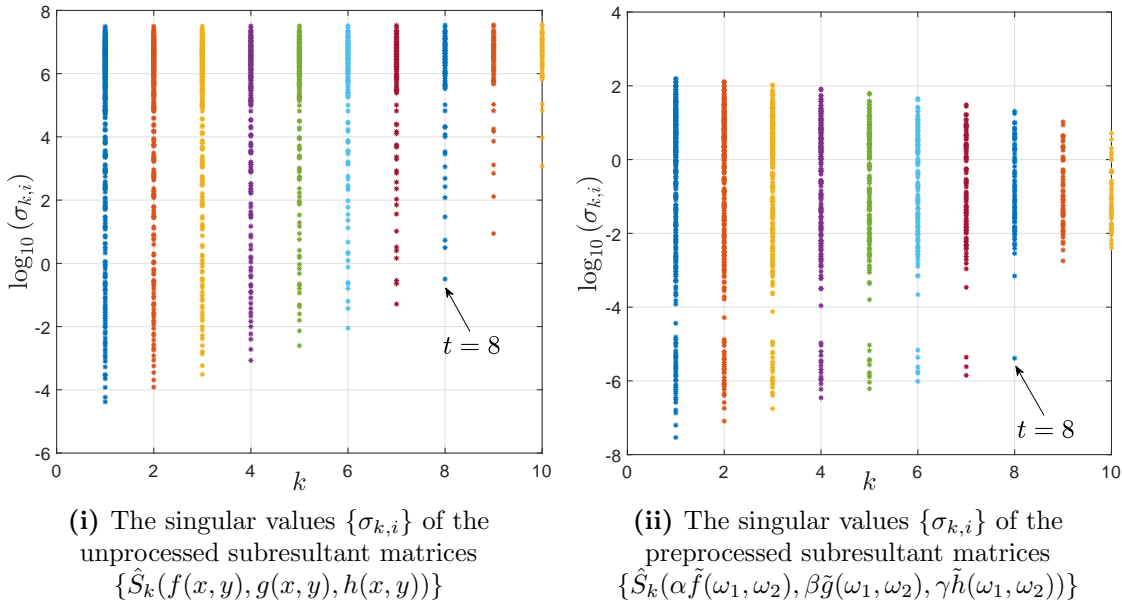 8
6
4
2
0
-2
-4
-6
log₁₀ (σₖ,ᵢ)
0
2
4
6
8
10
k
t = 8
(i) The singular values {σₖ,ᵢ} of the
unprocessed subresultant matrices
{Ŝₖ(f(x, y), g(x, y), h(x, y))}
4
2
0
-2
-4
-6
-8
log₁₀ (σₖ,ᵢ)
0
2
4
6
8
10
k
t = 8
(ii) The singular values {σₖ,ᵢ} of the
preprocessed subresultant matrices
{Ŝₖ(αf̃(ω₁, ω₂), βg̃(ω₁, ω₂), γh̃(ω₁, ω₂))}